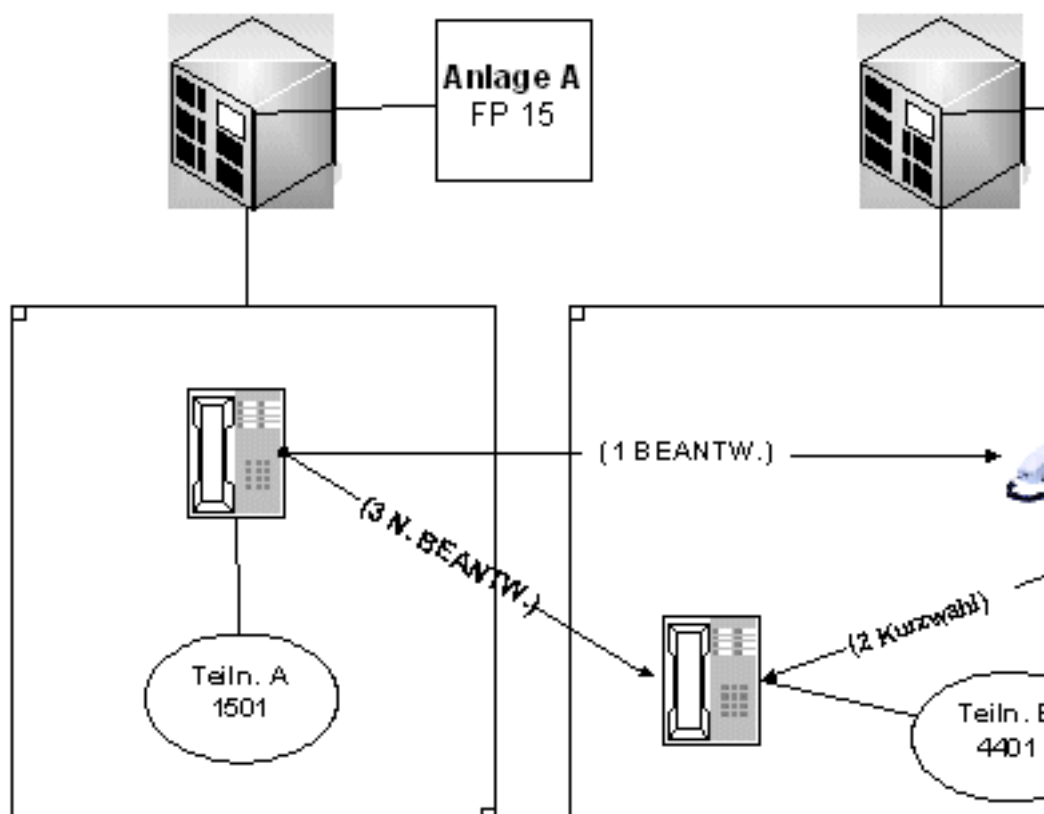 Anlage A
FP 15
(1 BEANTW.)
(3 N. BEANTW.)
(2 Kurzwahl)
Teiln. A
1501
Teiln.
4401